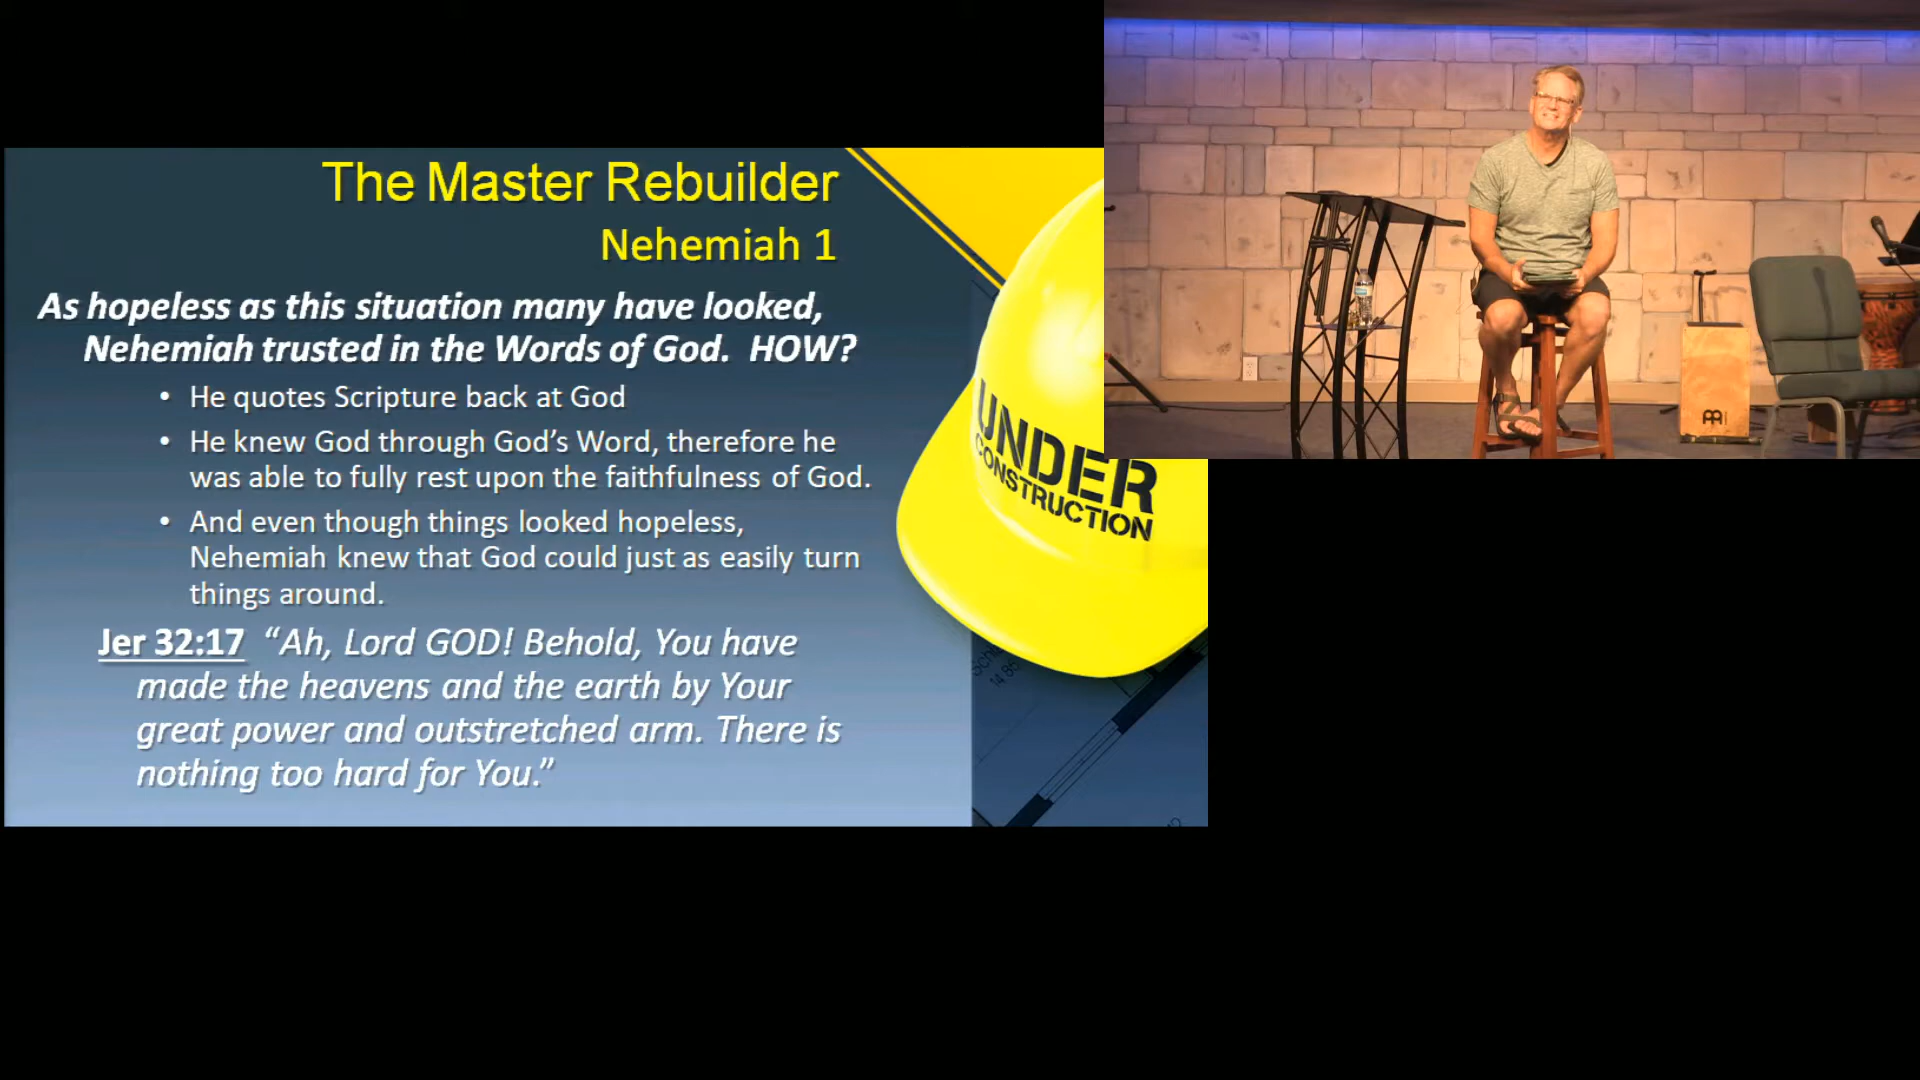 The Master Rebuilder
Nehemiah 1
As hopeless as this situation many have looked,
Nehemiah trusted in the Words of God.  HOW?
• He quotes Scripture back at God
• He knew God through God’s Word, therefore he
was able to fully rest upon the faithfulness of God.
• And even though things looked hopeless,
Nehemiah knew that God could just as easily turn
things around.
Jer 32:17  “Ah, Lord GOD! Behold, You have
made the heavens and the earth by Your
great power and outstretched arm. There is
nothing too hard for You.”
UNDER
CONSTRUCTION